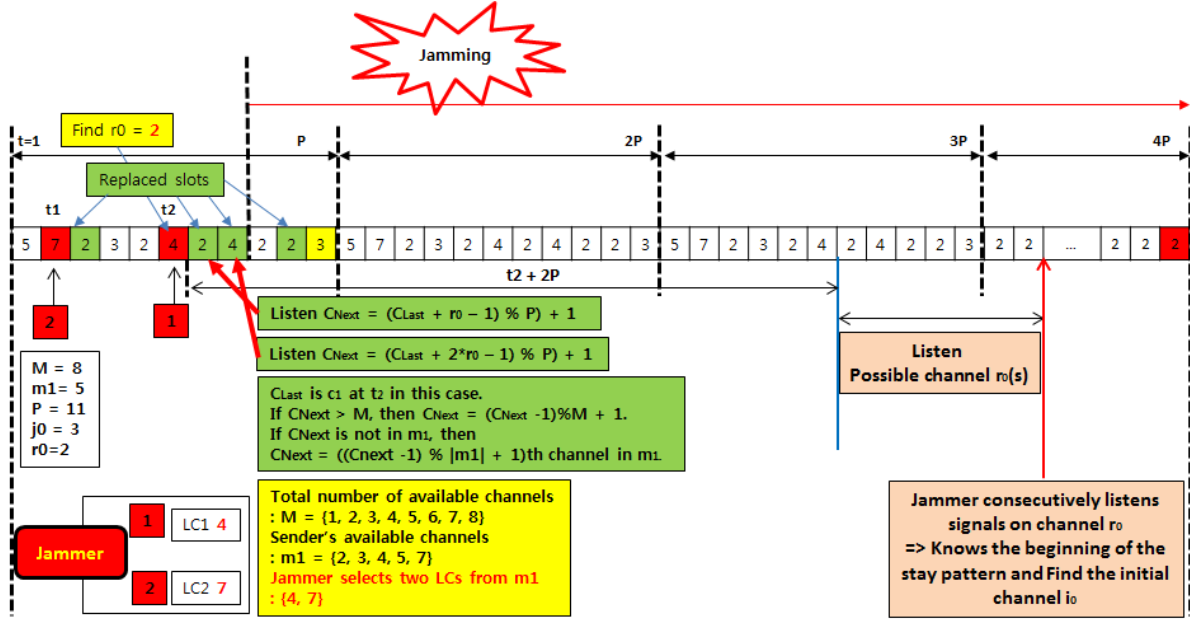 Jamming
t=1
Find r0 = 2
P
2P
3P
4P
Replaced slots
t1
t2
5 7 2 3 2 4 2 4 2 2 3 5 7 2 3 2 4 2 4 2 2 3 5 7 2 3 2 4 2 4 2 2 3 2 2 ... 2 2 2
t2 + 2P
2
1
Listen CNext = (CLast + r0 – 1) % P) + 1
Listen CNext = (CLast + 2*r0 – 1) % P) + 1
Listen
Possible channel r0(s)
M = 8
m1= 5
P = 11
j0 = 3
r0=2
CLast is c1 at t2 in this case.
If CNext > M, then CNext = (CNext -1)%M + 1.
If CNext is not in m1, then
CNext = ((Cnext -1) % |m1| + 1)th channel in m1.
Total number of available channels
: M = {1, 2, 3, 4, 5, 6, 7, 8}
Sender's available channels
: m1 = {2, 3, 4, 5, 7}
Jammer selects two LCs from m1
: {4, 7}
Jammer
1
LC1 4
2
LC2 7
Jammer consecutively listens
signals on channel r0
=> Knows the beginning of the
stay pattern and Find the initial
channel i0